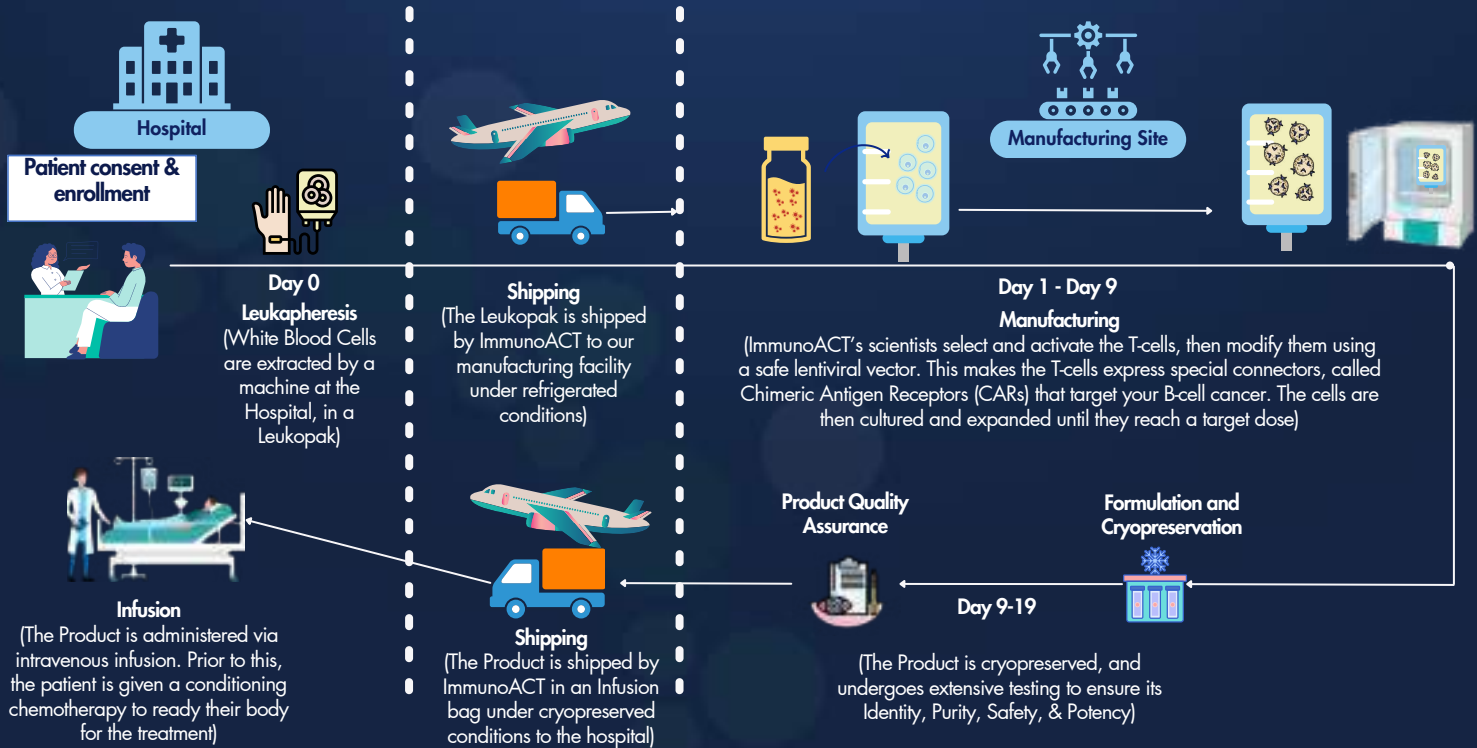 Hospital
Patient consent &
enrollment
Manufacturing Site
Day 0
Leukapheresis
(White Blood Cells
are extracted by a
machine at the
Hospital, in a
Leukopak)
Shipping
(The Leukopak is shipped
by ImmunoACT to our
manufacturing facility
under refrigerated
conditions)
Day 1 - Day 9
Manufacturing
(ImmunoACT’s scientists select and activate the T-cells, then modify them using
a safe lentiviral vector. This makes the T-cells express special connectors, called
Chimeric Antigen Receptors (CARs) that target your B-cell cancer. The cells are
then cultured and expanded until they reach a target dose)
Formulation and
Cryopreservation
Product Quality
Assurance
Day 9-19
(The Product is cryopreserved, and
undergoes extensive testing to ensure its
Identity, Purity, Safety, & Potency)
Shipping
(The Product is shipped by
ImmunoACT in an Infusion
bag under cryopreserved
conditions to the hospital)
Infusion
(The Product is administered via
intravenous infusion. Prior to this,
the patient is given a conditioning
chemotherapy to ready their body
for the treatment)